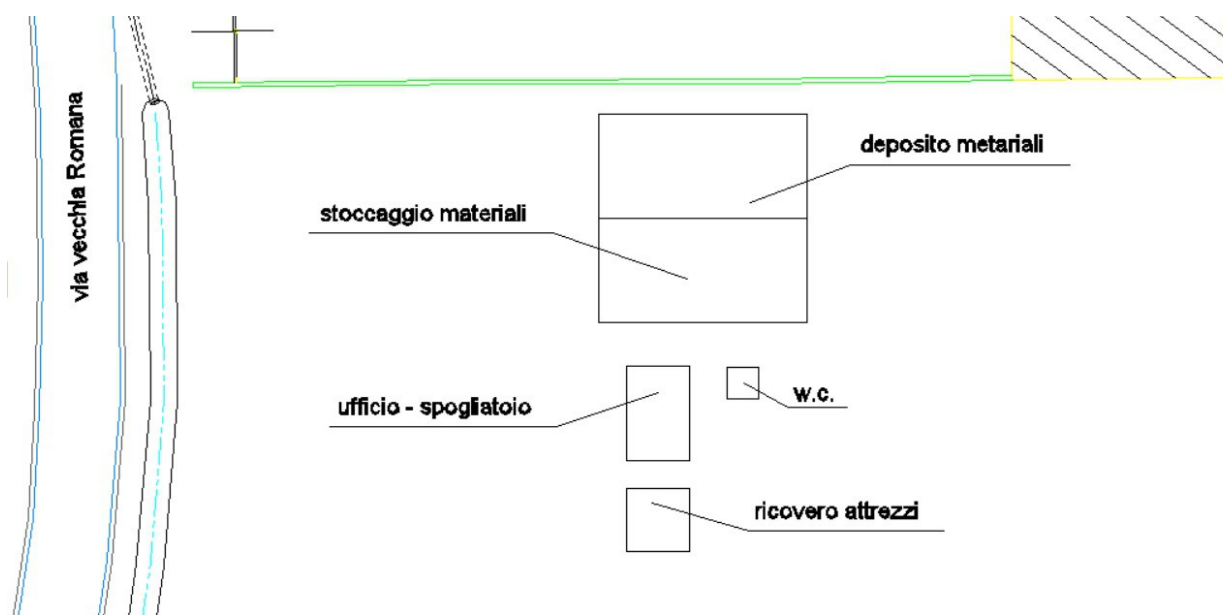 via vecchia Romana
deposito metariali
stoccaggio materiali
ufficio - spogliatoio
w.c.
ricovero attrezzi